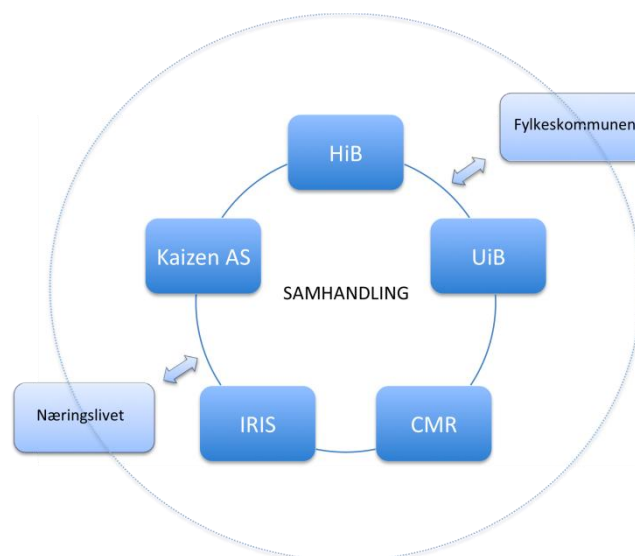 Fylkeskommunen
HiB
Kaizen AS
UiB
SAMHANDLING
Næringslivet
IRIS
CMR